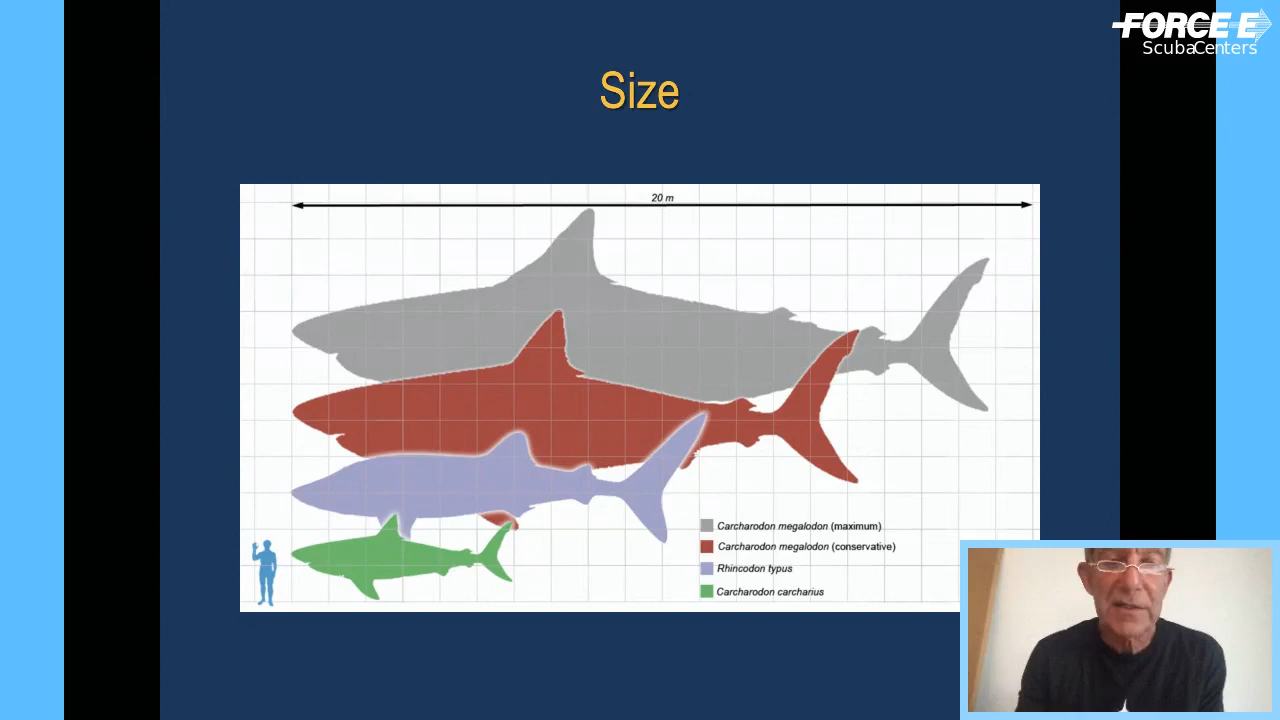 FORCE E
ScubaCenters
Size
20 m
Carcharodon megalodon (maximum)
Carcharodon megalodon (conservative)
Rhincodon typus
Carcharodon carcharius